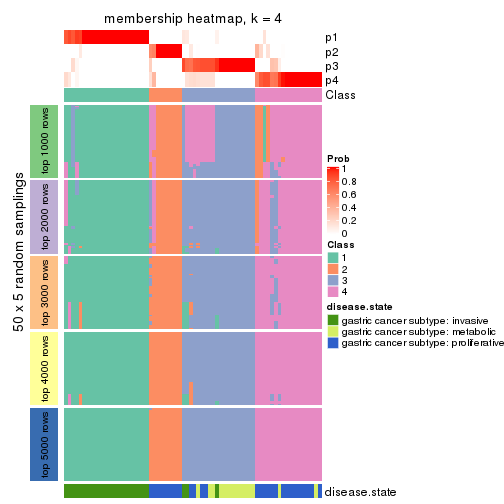 membership heatmap, k = 4
p1
p2
p3
p4
Class
50 x 5 random samplings
top 1000 rows
top 2000 rows
top 3000 rows
top 4000 rows
top 5000 rows
Prob
1
0.8
0.6
0.4
0.2
0
Class
1
2
3
4
disease.state
gastric cancer subtype: invasive
gastric cancer subtype: metabolic
gastric cancer subtype: proliferative
disease.state